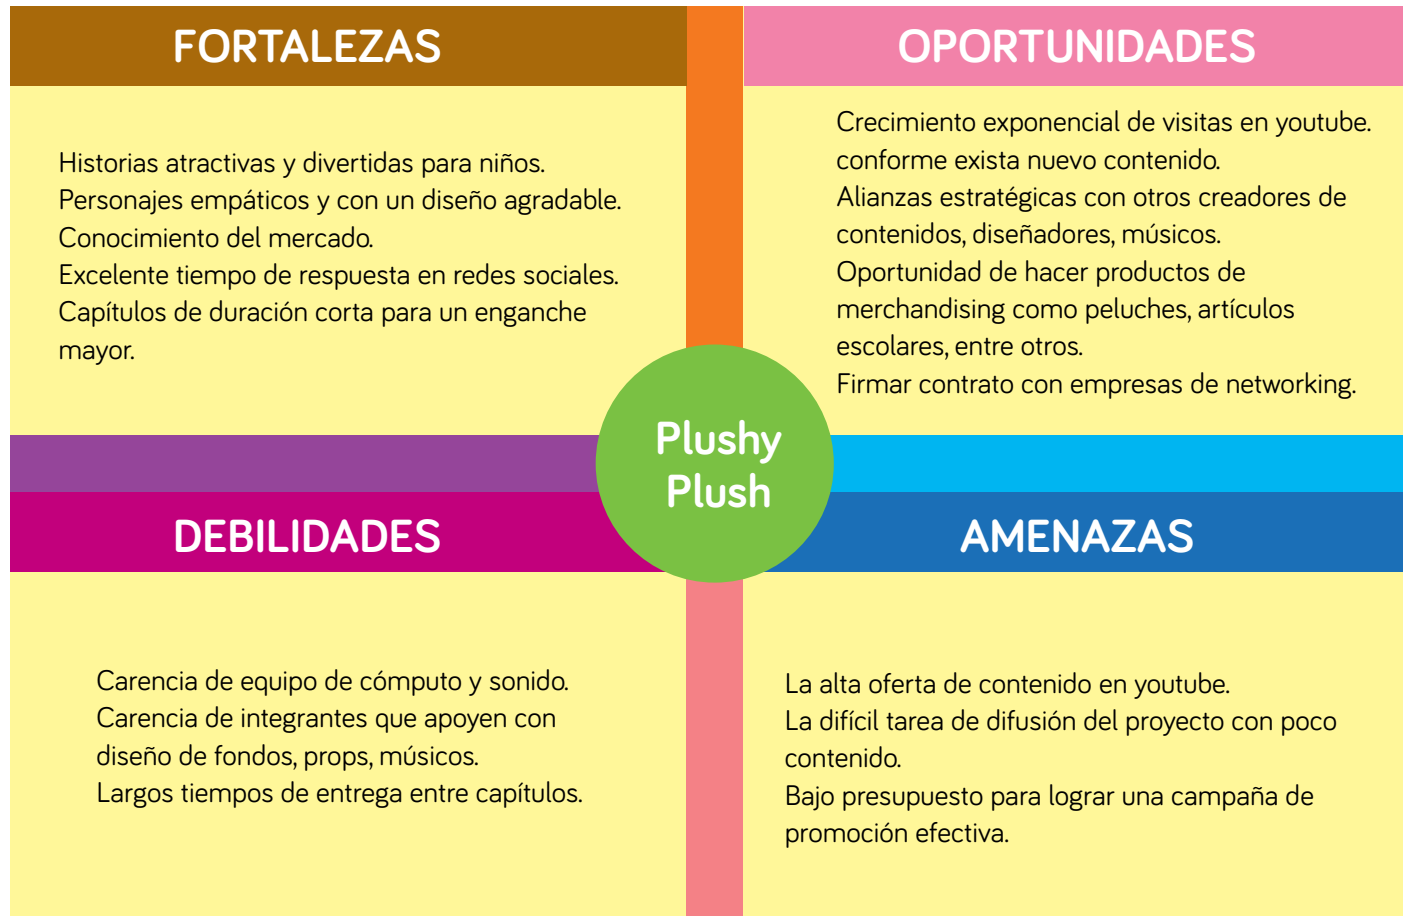 FORTALEZAS
Historias atractivas y divertidas para niños.
Personajes empáticos y con un diseño agradable.
Conocimiento del mercado.
Excelente tiempo de respuesta en redes sociales.
Capítulos de duración corta para un enganche
mayor.
OPORTUNIDADES
Crecimiento exponencial de visitas en youtube.
conforme exista nuevo contenido.
Alianzas estratégicas con otros creadores de
contenidos, diseñadores, músicos.
Oportunidad de hacer productos de
merchandising como peluches, artículos
escolares, entre otros.
Firmar contrato con empresas de networking.
Plushy
Plush
DEBILIDADES
Carencia de equipo de cómputo y sonido.
Carencia de integrantes que apoyen con
diseño de fondos, props, músicos.
Largos tiempos de entrega entre capítulos.
AMENAZAS
La alta oferta de contenido en youtube.
La difícil tarea de difusión del proyecto con poco
contenido.
Bajo presupuesto para lograr una campaña de
promoción efectiva.